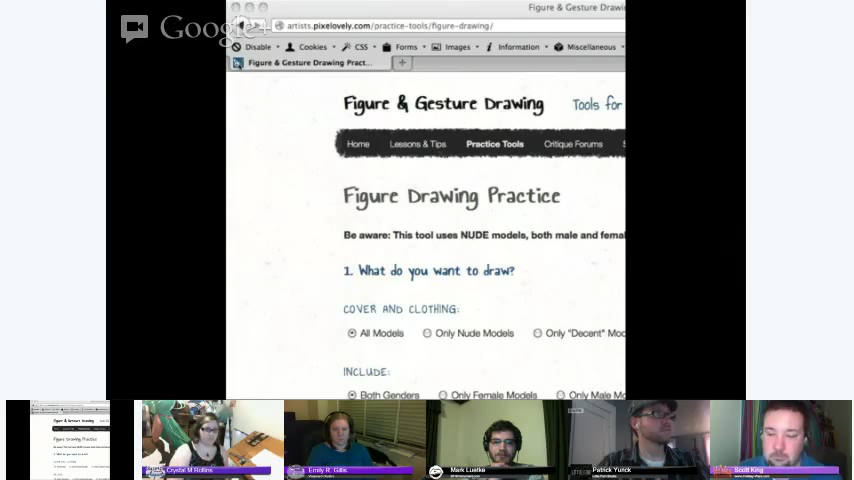 Figure & Gesture Drawi
Google+
artists.pixelovely.com/practice-tools/figure-drawing/
Disable Cookies CSS Forms Images Information Miscellaneous
Figure & Gesture Drawing Pract...
Figure & Gesture Drawing Tools for
Home Lessons & Tips Practice Tools Critique Forums S
Figure Drawing Practice
Be aware: This tool uses NUDE models, both male and femal
1. What do you want to draw?
COVER AND CLOTHING:
All Models Only Nude Models Only "Decent" Mod
INCLUDE:
Both Genders Only Female Models Only Male Mo
Crystal M Rollins Emily R. Gillis Mark Luetke Patrick Yurick Scott King